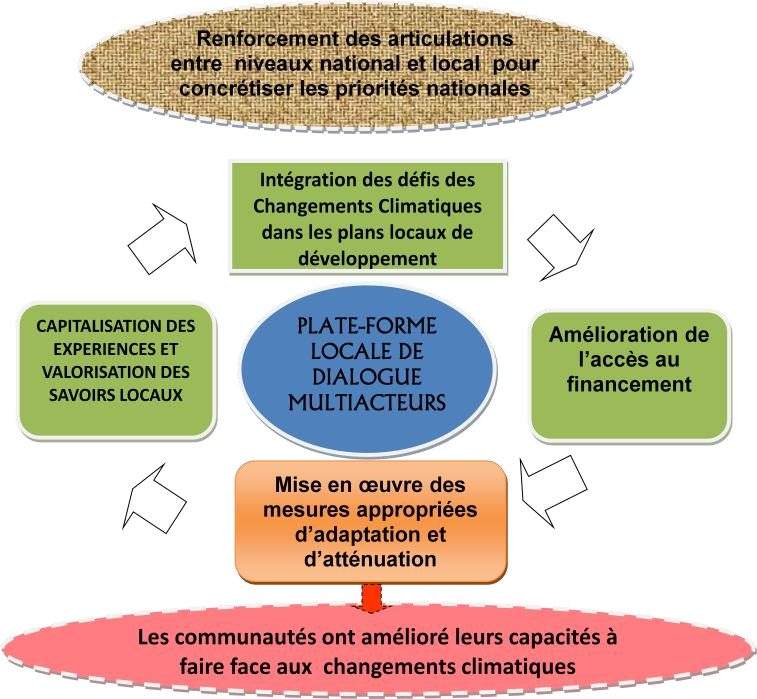 Renforcement des articulations
entre niveaux national et local pour
concrétiser les priorités nationales
Intégration des défis des
Changements Climatiques
dans les plans locaux de
développement
CAPITALISATION DES
EXPERIENCES ET
VALORISATION DES
SAVOIRS LOCAUX
PLATE-FORME
LOCALE DE
DIALOGUE
MULTIACTEURS
Amélioration de
l’accès au
financement
Mise en œuvre des
mesures appropriées
d’adaptation et
d’atténuation
Les communautés ont amélioré leurs capacités à
faire face aux changements climatiques